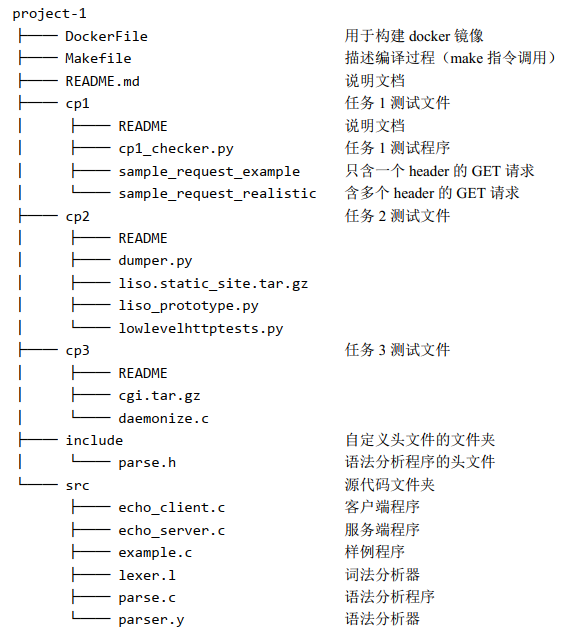 project-1
├── DockerFile 用于构建 docker 镜像
├── Makefile 描述编译过程（make 指令调用）
├── README.md 说明文档
├── cp1 任务 1 测试文件
│ ├── README 说明文档
│ ├── cp1_checker.py 任务 1 测试程序
│ ├── sample_request_example 只含一个 header 的 GET 请求
│ └── sample_request_realistic 含多个 header 的 GET 请求
├── cp2 任务 2 测试文件
│ ├── README
│ ├── dumper.py
│ ├── liso.static_site.tar.gz
│ ├── liso_prototype.py
│ └── lowlevelhttptests.py
├── cp3 任务 3 测试文件
│ ├── README
│ ├── cgi.tar.gz
│ └── daemonize.c
├── include 自定义头文件的文件夹
│ └── parse.h 语法分析程序的头文件
└── src 源代码文件夹
├── echo_client.c 客户端程序
├── echo_server.c 服务端程序
├── example.c 样例程序
├── lexer.l 词法分析器
├── parse.c 语法分析程序
└── parser.y 语法分析器